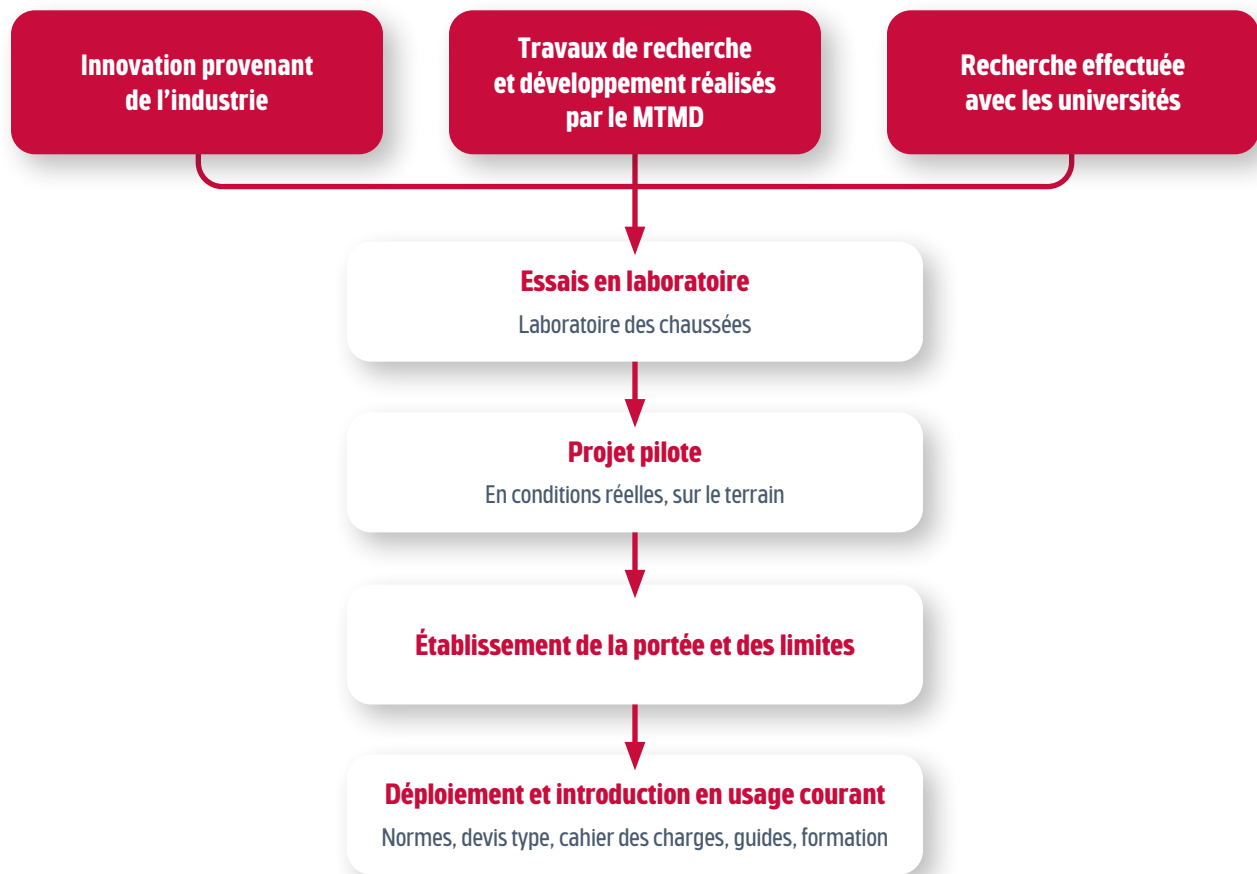 Innovation provenant
de l’industrie
Travaux de recherche
et développement réalisés
par le MTMD
Recherche effectuée
avec les universités
Essais en laboratoire
Laboratoire des chaussées
Projet pilote
En conditions réelles, sur le terrain
Établissement de la portée et des limites
Déploiement et introduction en usage courant
Normes, devis type, cahier des charges, guides, formation